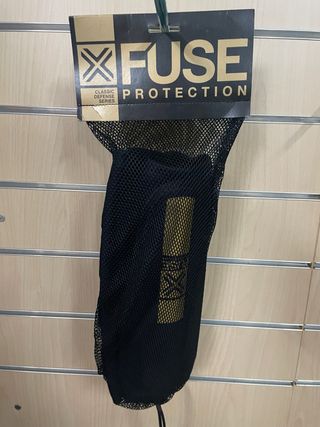 FUSE
PROTECTION
CLASSIC
DEFENSE
SERIES